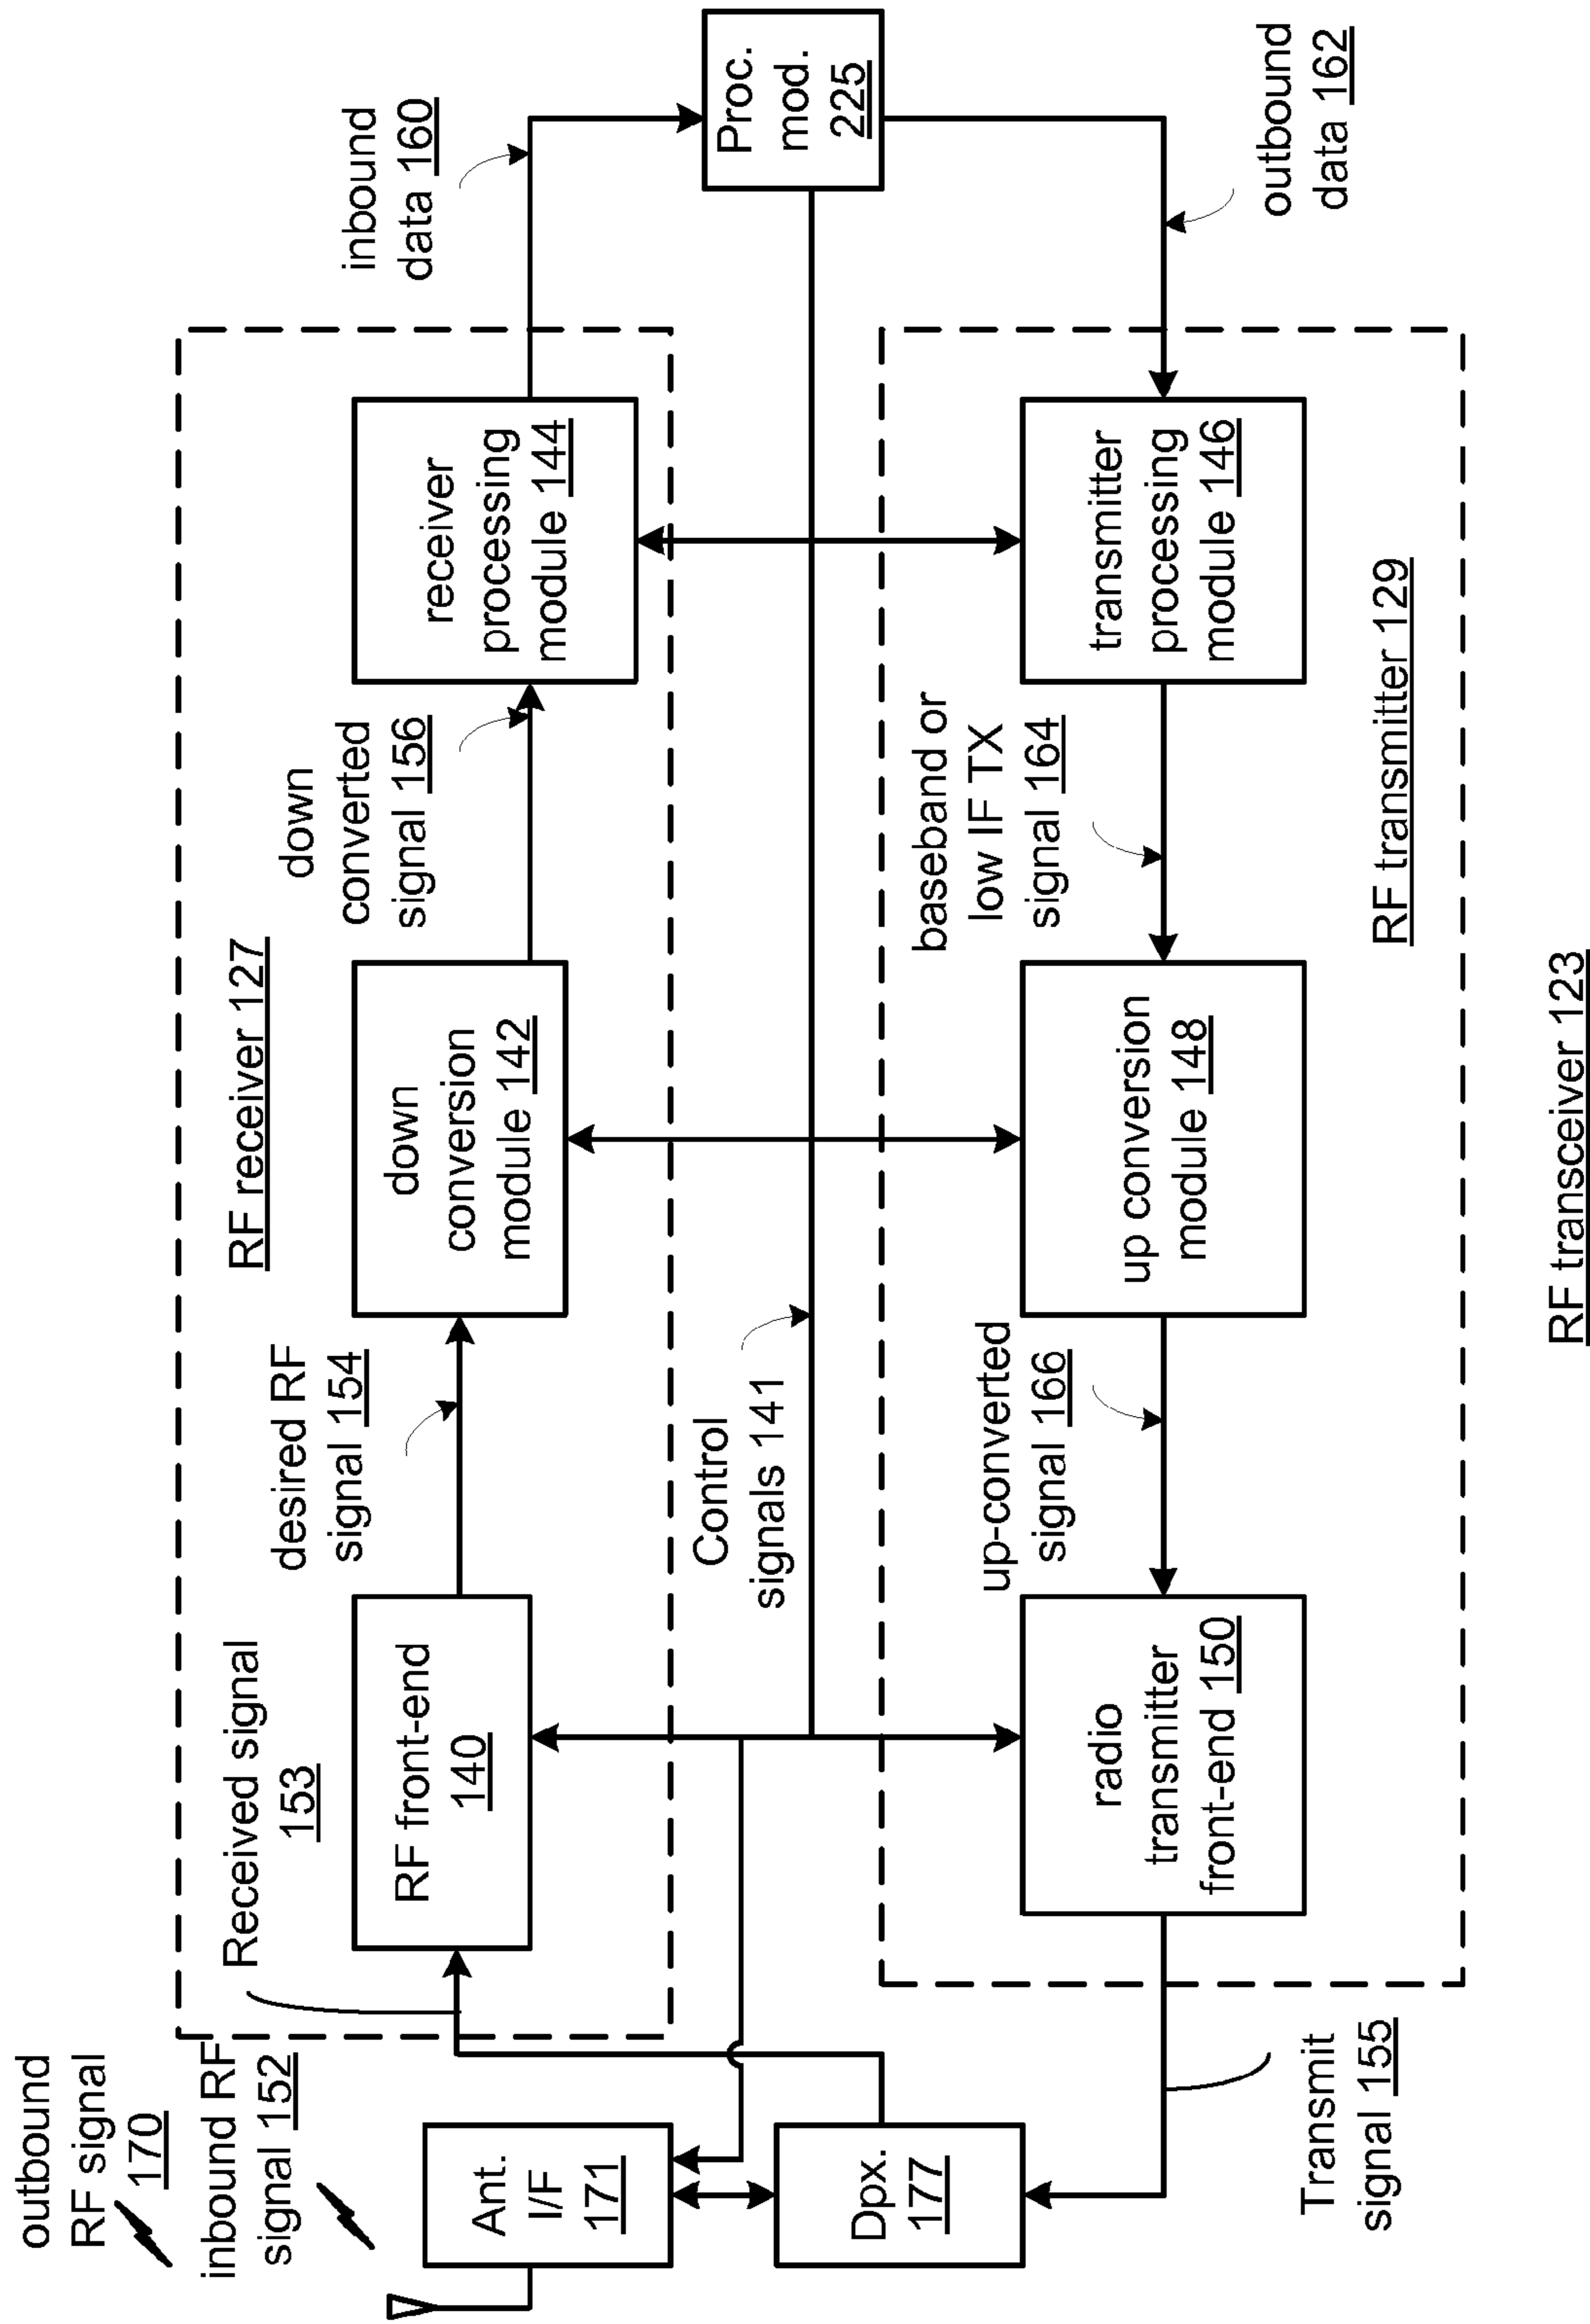 outbound
RF signal
170
inbound RF
signal 152
Received signal
153
RF receiver 127
desired RF
signal 154
down
converted
signal 156
inbound
data 160
Ant.
I/F
171
RF front-end
140
down
conversion
module 142
receiver
processing
module 144
Control
signals 141
Proc.
mod.
225
Dpx.
177
up-converted
signal 166
baseband or
low IF TX
signal 164
radio
transmitter
front-end 150
up conversion
module 148
transmitter
processing
module 146
outbound
data 162
Transmit
signal 155
RF transmitter 129
RF transceiver 123